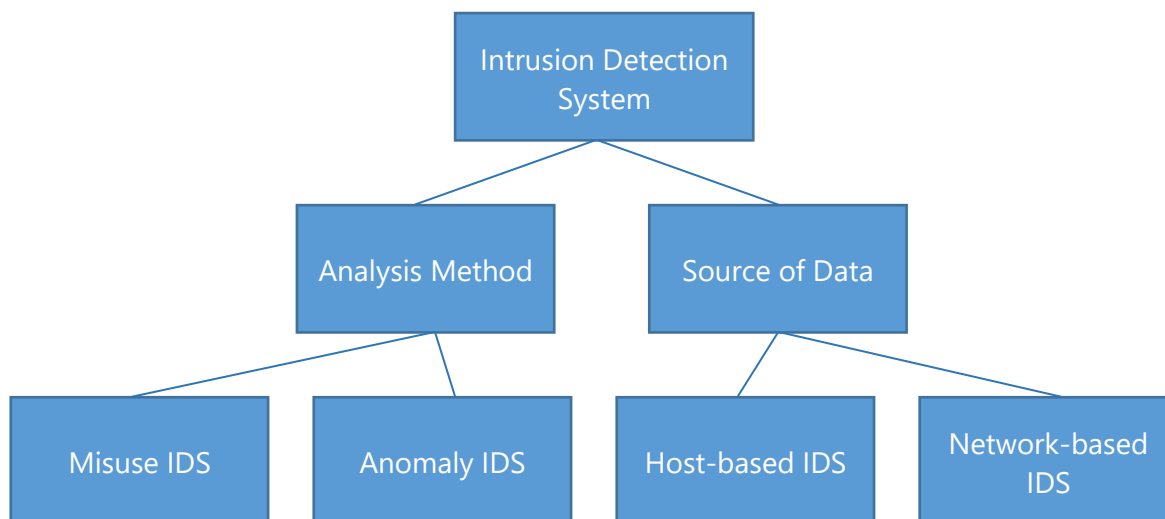 Intrusion Detection
System
Analysis Method
Source of Data
Misuse IDS
Anomaly IDS
Host-based IDS
Network-based
IDS